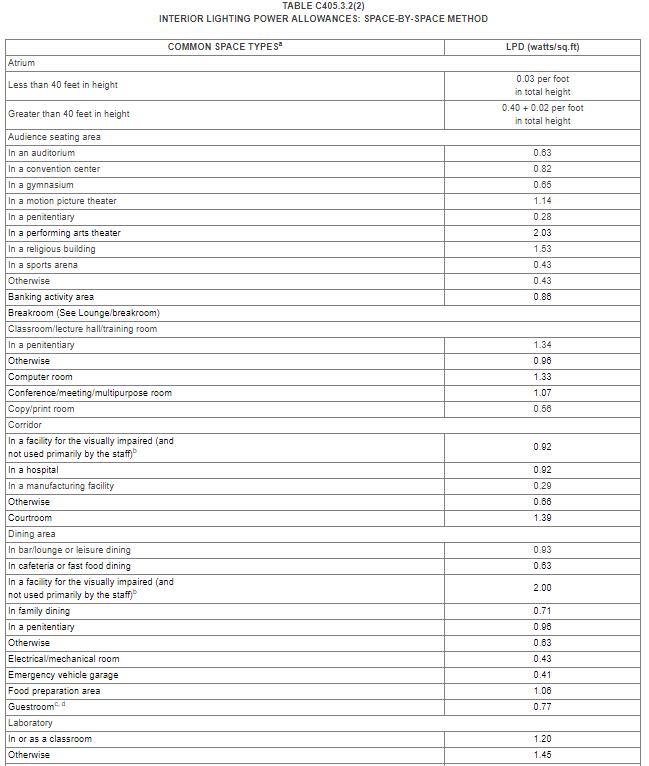 TABLE C405.3.2(2)
INTERIOR LIGHTING POWER ALLOWANCES: SPACE-BY-SPACE METHOD
COMMON SPACE TYPESª LPD (watts/sq.ft)
Atrium
Less than 40 feet in height 0.03 per foot
in total height
Greater than 40 feet in height 0.40 + 0.02 per foot
in total height
Audience seating area
In an auditorium 0.63
In a convention center 0.82
In a gymnasium 0.65
In a motion picture theater 1.14
In a penitentiary 0.28
In a performing arts theater 2.03
In a religious building 1.53
In a sports arena 0.43
Otherwise 0.43
Banking activity area 0.86
Breakroom (See Lounge/breakroom)
Classroom/lecture hall/training room
In a penitentiary 1.34
Otherwise 0.96
Computer room 1.33
Conference/meeting/multipurpose room 1.07
Copy/print room 0.56
Corridor
In a facility for the visually impaired (and
not used primarily by the staff)ᵇ 0.92
In a hospital 0.92
In a manufacturing facility 0.29
Otherwise 0.66
Courtroom 1.39
Dining area
In bar/lounge or leisure dining 0.93
In cafeteria or fast food dining 0.63
In a facility for the visually impaired (and
not used primarily by the staff)ᵇ 2.00
In family dining 0.71
In a penitentiary 0.96
Otherwise 0.63
Electrical/mechanical room 0.43
Emergency vehicle garage 0.41
Food preparation area 1.06
Guestroomᶜ, ᵈ 0.77
Laboratory
In or as a classroom 1.20
Otherwise 1.45